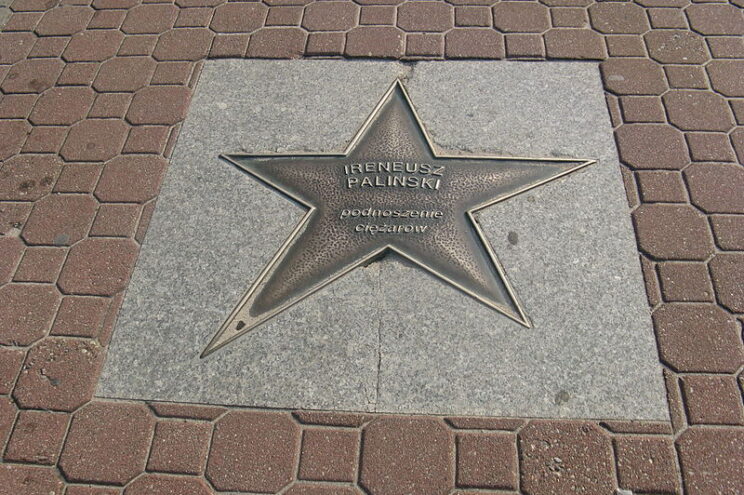 IRENEUSZ
PALIŃSKI
podnoszenie
ciężarów